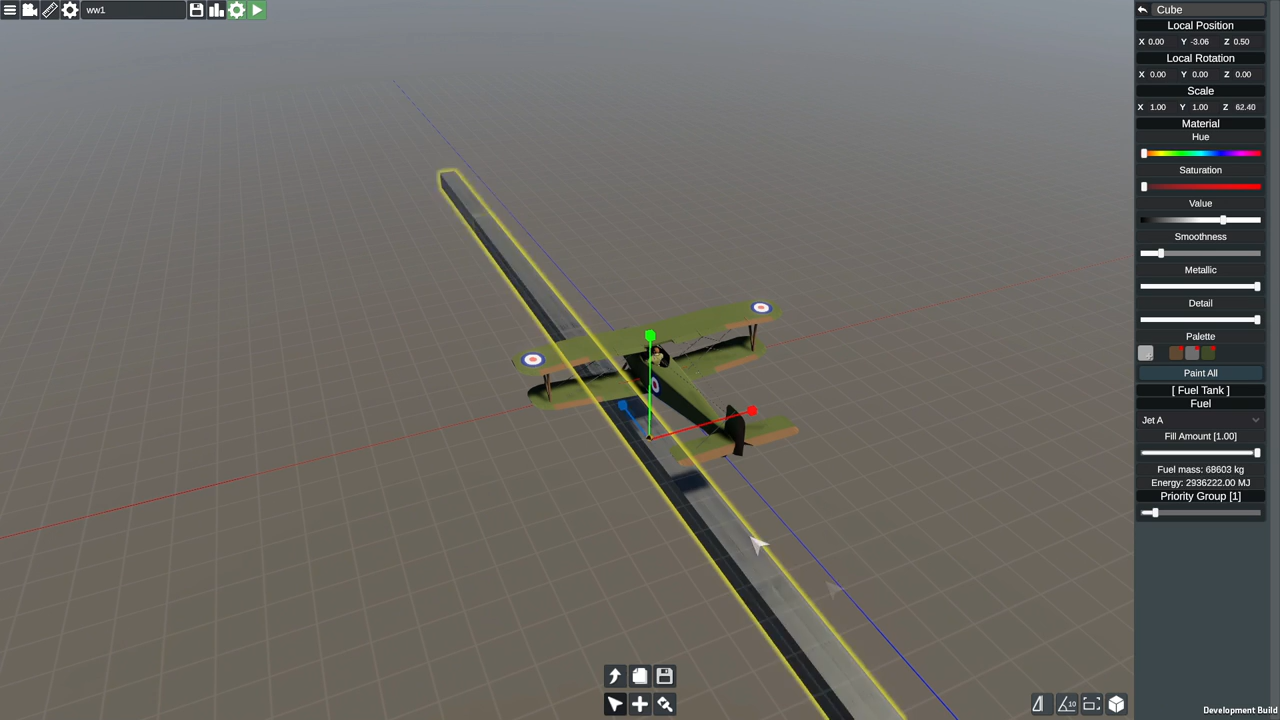 ww1
Cube
Local Position
X 0.00 Y -3.06 Z 0.50
Local Rotation
X 0.00 Y 0.00 Z 0.00
Scale
X 1.00 Y 1.00 Z 62.40
Material
Hue
Saturation
Value
Smoothness
Metallic
Detail
Palette
Paint All
[ Fuel Tank ]
Fuel
Jet A
Fill Amount [1.00]
Fuel mass: 68603 kg
Energy: 2936222.00 MJ
Priority Group [1]
10
Development Build